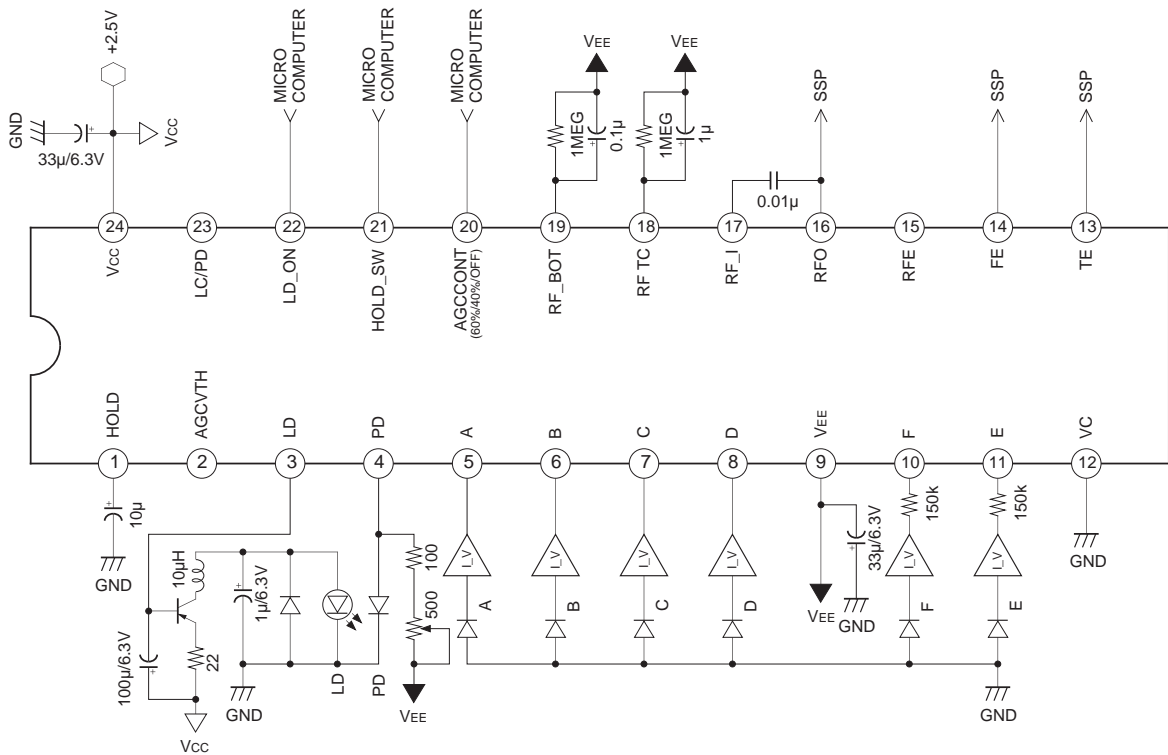 +2.5V
GND
33µ/6.3V
Vcc
MICRO
COMPUTER
MICRO
COMPUTER
MICRO
COMPUTER
VEE
1MEG
0.1µ
VEE
1MEG
1µ
0.01µ
SSP
SSP
SSP
24
23
22
21
20
19
18
17
16
15
14
13
Vcc
LC/PD
LD_ON
HOLD_SW
AGCCONT
(60%/40%/OFF)
RF_BOT
RF TC
RF_I
RFO
RFE
FE
TE
HOLD
AGCVTH
LD
PD
A
B
C
D
VEE
F
E
VC
1
2
3
4
5
6
7
8
9
10
11
12
10µ
GND
100µ/6.3V
10µH
22
Vcc
1µ/6.3V
GND
LD
PD
100
500
VEE
I_V
A
I_V
B
I_V
C
I_V
D
VEE
33µ/6.3V
GND
150k
I_V
F
150k
I_V
E
GND
GND